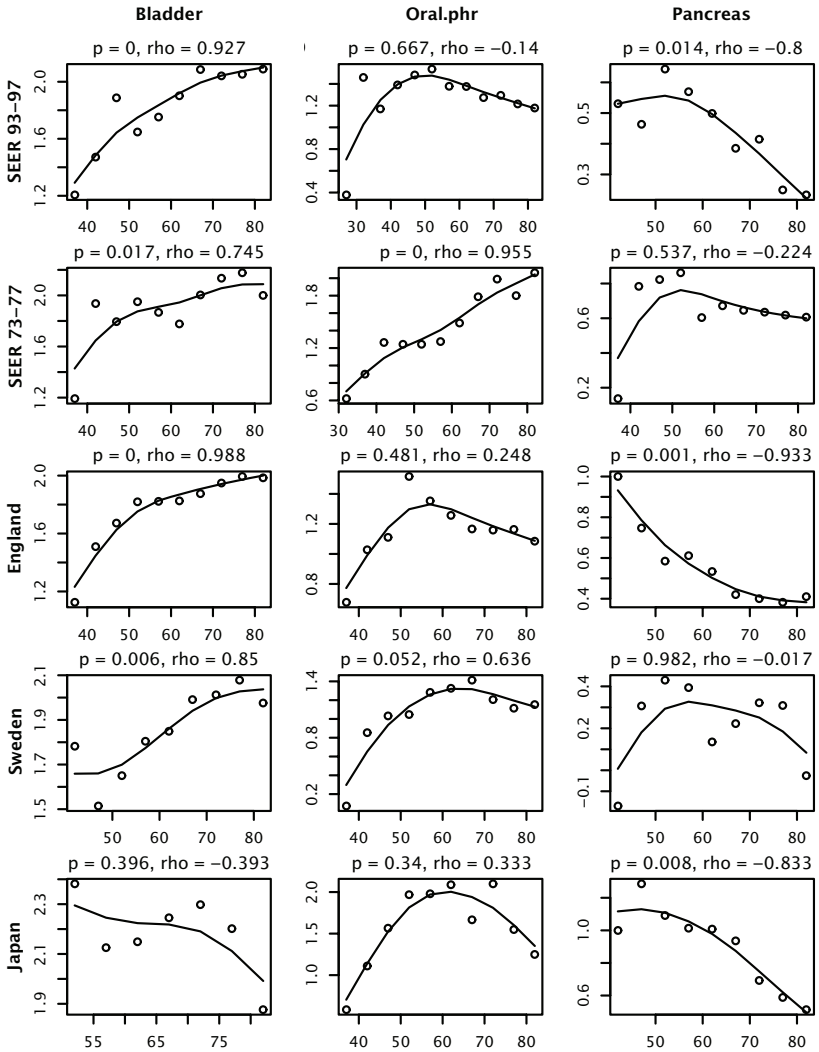 Bladder Oral.phr Pancreas
p = 0, rho = 0.927 p = 0.667, rho = −0.14 p = 0.014, rho = −0.8
SEER 93−97
1.2 1.6 2.0
0.4 0.8 1.2
0.3 0.5
40 50 60 70 80
30 40 50 60 70 80
50 60 70 80
p = 0.017, rho = 0.745 p = 0, rho = 0.955 p = 0.537, rho = −0.224
SEER 73−77
1.2 1.6 2.0
0.6 1.2 1.8
0.2 0.6
40 50 60 70 80
30 40 50 60 70 80
40 50 60 70 80
p = 0, rho = 0.988 p = 0.481, rho = 0.248 p = 0.001, rho = −0.933
England
1.2 1.6 2.0
0.8 1.2
0.4 0.6 0.8 1.0
40 50 60 70 80
40 50 60 70 80
50 60 70 80
p = 0.006, rho = 0.85 p = 0.052, rho = 0.636 p = 0.982, rho = −0.017
Sweden
1.5 1.7 1.9 2.1
0.2 0.8 1.4
−0.1 0.2 0.4
50 60 70 80
40 50 60 70 80
50 60 70 80
p = 0.396, rho = −0.393 p = 0.34, rho = 0.333 p = 0.008, rho = −0.833
Japan
1.9 2.1 2.3
1.0 1.5 2.0
0.6 1.0
55 65 75
40 50 60 70 80
50 60 70 80